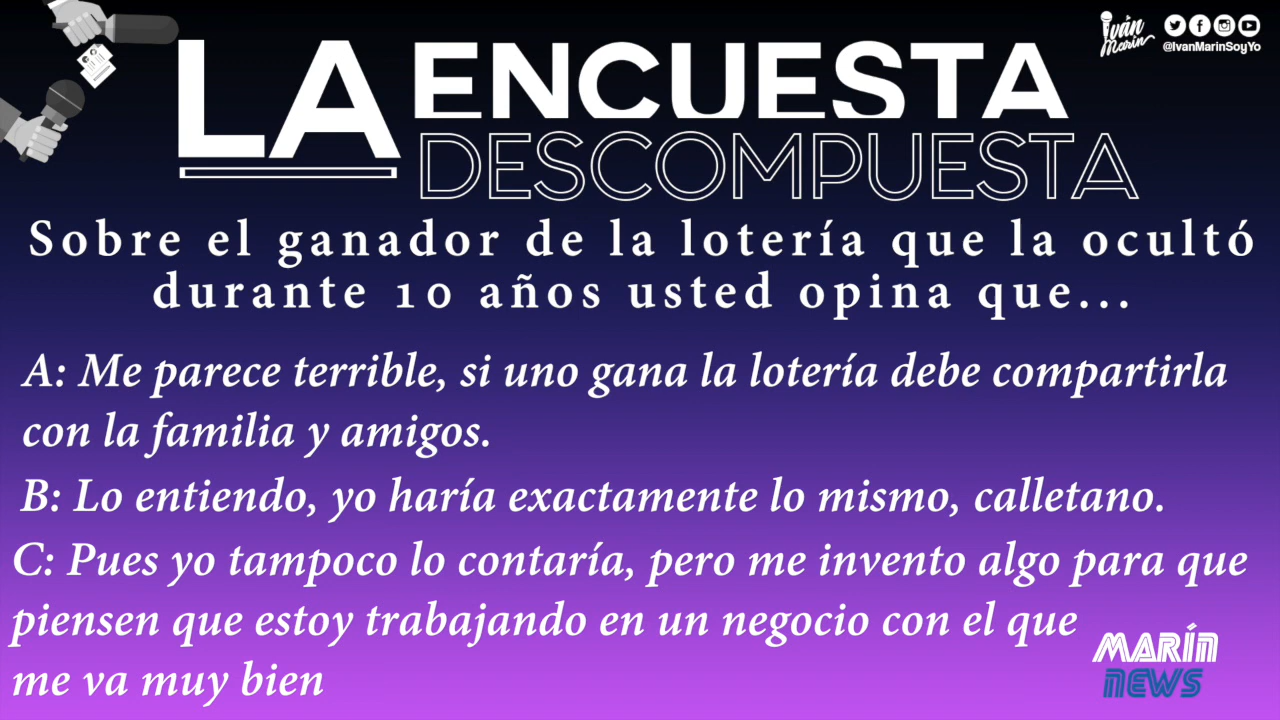 Iván
Marín
@IvanMarinSoyYo
LA ENCUESTA
DESCOMPUESTA
Sobre el ganador de la lotería que la ocultó
durante 10 años usted opina que...
A: Me parece terrible, si uno gana la lotería debe compartirla
con la familia y amigos.
B: Lo entiendo, yo haría exactamente lo mismo, calletano.
C: Pues yo tampoco lo contaría, pero me invento algo para que
piensen que estoy trabajando en un negocio con el que
me va muy bien
MARÍN
NEWS